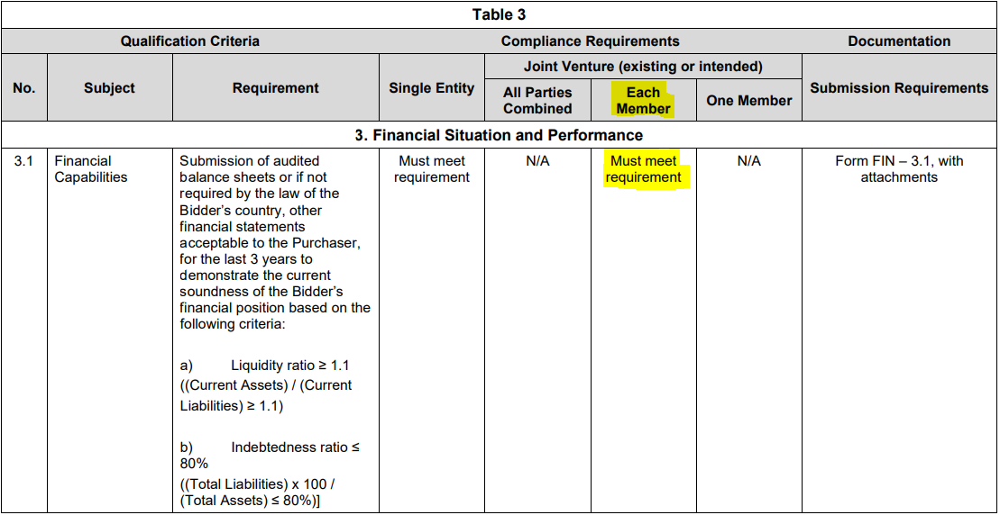 Table 3
Qualification Criteria
Compliance Requirements
Documentation
No.
Subject
Requirement
Single Entity
Joint Venture (existing or intended)
Submission Requirements
All Parties
Combined
Each
Member
One Member
3. Financial Situation and Performance
3.1
Financial
Capabilities
Submission of audited
balance sheets or if not
required by the law of the
Bidder’s country, other
financial statements
acceptable to the Purchaser,
for the last 3 years to
demonstrate the current
soundness of the Bidder’s
financial position based on the
following criteria:
a) Liquidity ratio ≥ 1.1
((Current Assets) / (Current
Liabilities) ≥ 1.1)
b) Indebtedness ratio ≤
80%
((Total Liabilities) x 100 /
(Total Assets) ≤ 80%)]
Must meet
requirement
N/A
Must meet
requirement
N/A
Form FIN – 3.1, with
attachments